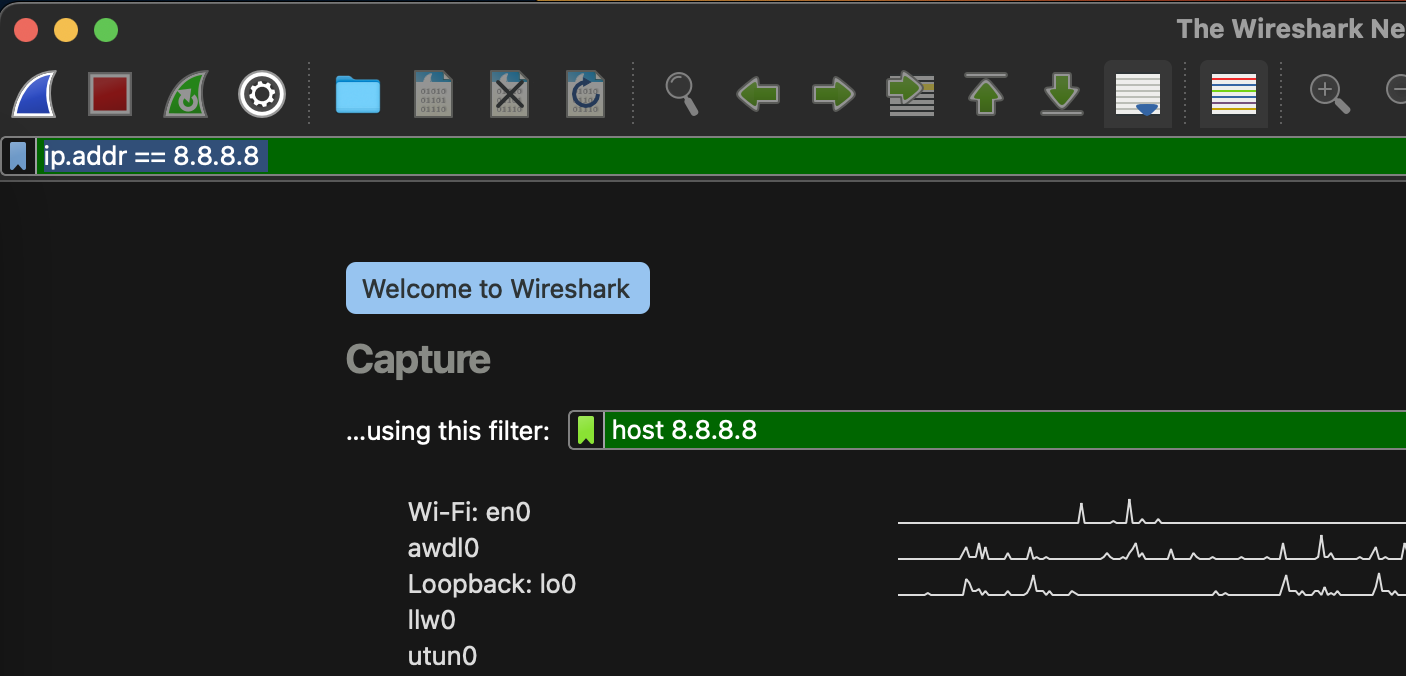 The Wireshark Ne
ip.addr == 8.8.8.8
Welcome to Wireshark
Capture
...using this filter: host 8.8.8.8
Wi-Fi: en0
awdl0
Loopback: lo0
llw0
utun0